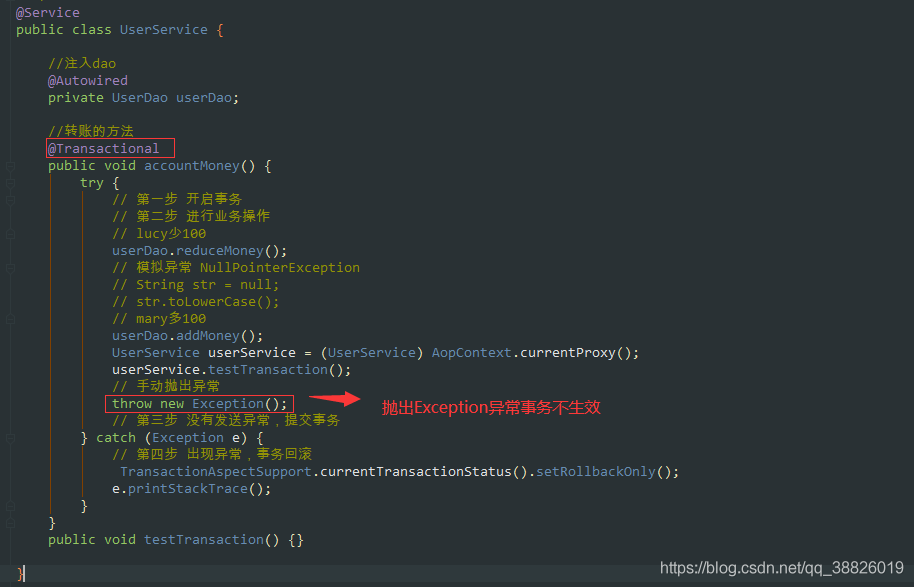 @Service
public class UserService {
//注入dao
@Autowired
private UserDao userDao;
//转账的方法
@Transactional
public void accountMoney() {
try {
// 第一步 开启事务
// 第二步 进行业务操作
// lucy少100
userDao.reduceMoney();
// 模拟异常 NullPointerException
// String str = null;
// str.toLowerCase();
// mary多100
userDao.addMoney();
UserService userService = (UserService) AopContext.currentProxy();
userService.testTransaction();
// 手动抛出异常
throw new Exception();
抛出Exception异常事务不生效
// 第三步 没有发送异常，提交事务
} catch (Exception e) {
// 第四步 出现异常，事务回滚
TransactionAspectSupport.currentTransactionStatus().setRollbackOnly();
e.printStackTrace();
}
}
public void testTransaction() {}
}
https://blog.csdn.net/qq_38826019